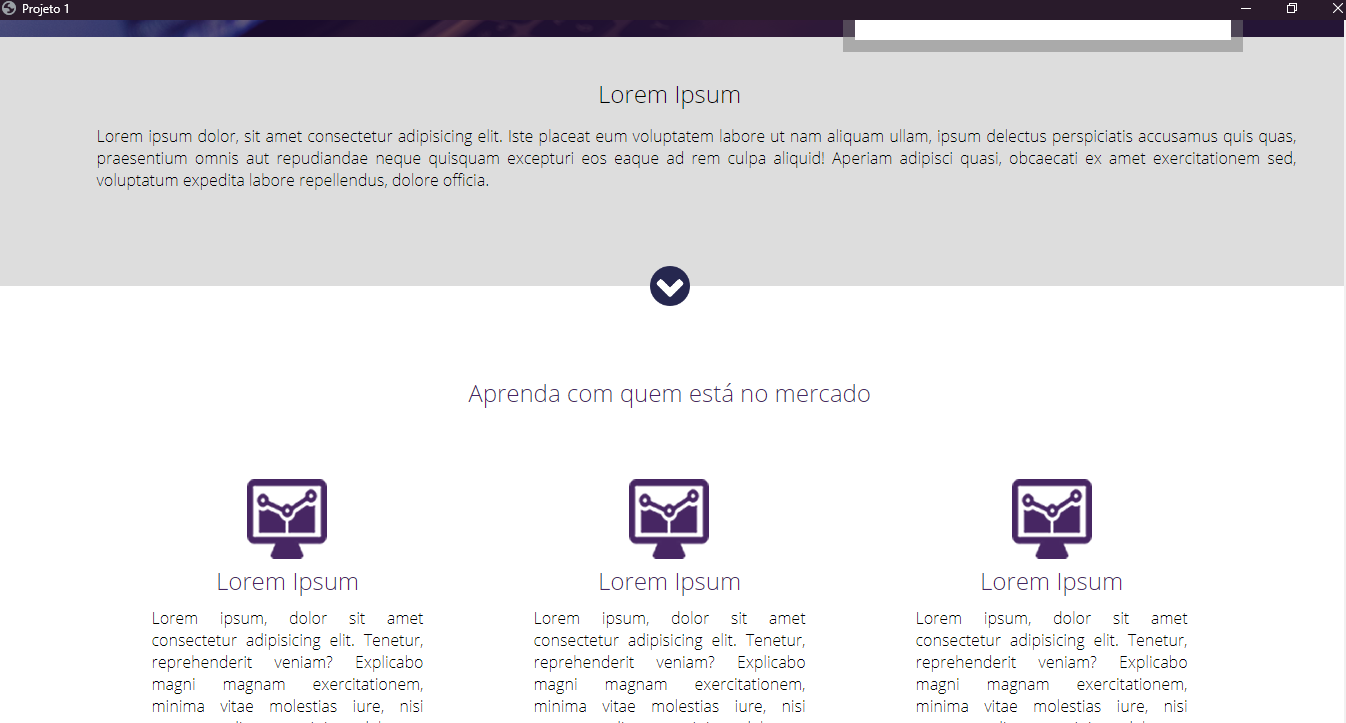 Projeto 1
Lorem Ipsum
Lorem ipsum dolor, sit amet consectetur adipisicing elit. Iste placeat eum voluptatem labore ut nam aliquam ullam, ipsum delectus perspiciatis accusamus quis quas,
praesentium omnis aut repudiandae neque quisquam excepturi eos eaque ad rem culpa aliquid! Aperiam adipisci quasi, obcaecati ex amet exercitationem sed,
voluptatum expedita labore repellendus, dolore officia.
Aprenda com quem está no mercado
Lorem Ipsum
Lorem ipsum, dolor sit amet
consectetur adipisicing elit. Tenetur,
reprehenderit veniam? Explicabo
magni magnam exercitationem,
minima vitae molestias iure, nisi
Lorem Ipsum
Lorem ipsum, dolor sit amet
consectetur adipisicing elit. Tenetur,
reprehenderit veniam? Explicabo
magni magnam exercitationem,
minima vitae molestias iure, nisi
Lorem Ipsum
Lorem ipsum, dolor sit amet
consectetur adipisicing elit. Tenetur,
reprehenderit veniam? Explicabo
magni magnam exercitationem,
minima vitae molestias iure, nisi